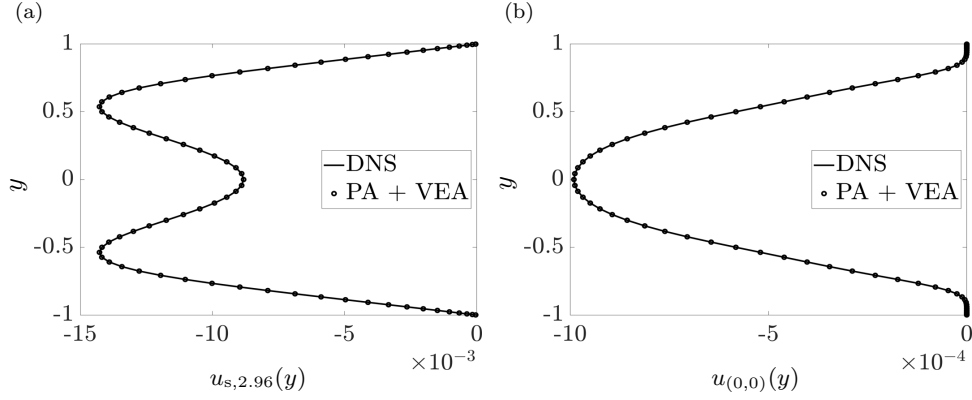 (a)
(b)
1
0.5
0
-0.5
-1
y
-15
-10
-5
0
×10⁻³
u_{s,2.96}(y)
DNS
PA + VEA
1
0.5
0
-0.5
-1
y
-10
-5
0
×10⁻⁴
u_{(0,0)}(y)
DNS
PA + VEA